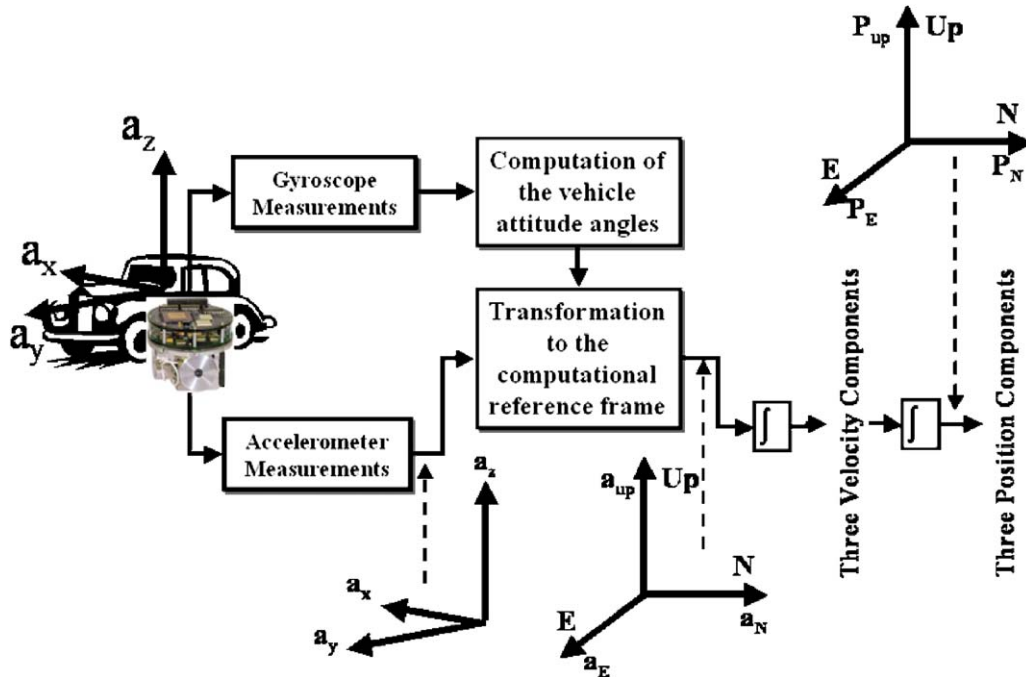 P_up Up
N
E
P_N
P_E
a_z
Gyroscope
Measurements
Computation of
the vehicle
attitude angles
a_x
a_y
Transformation
to the
computational
reference frame
∫
Three Velocity Components
∫
Three Position Components
Accelerometer
Measurements
a_z
a_x
a_y
a_up Up
N
E
a_N
a_E